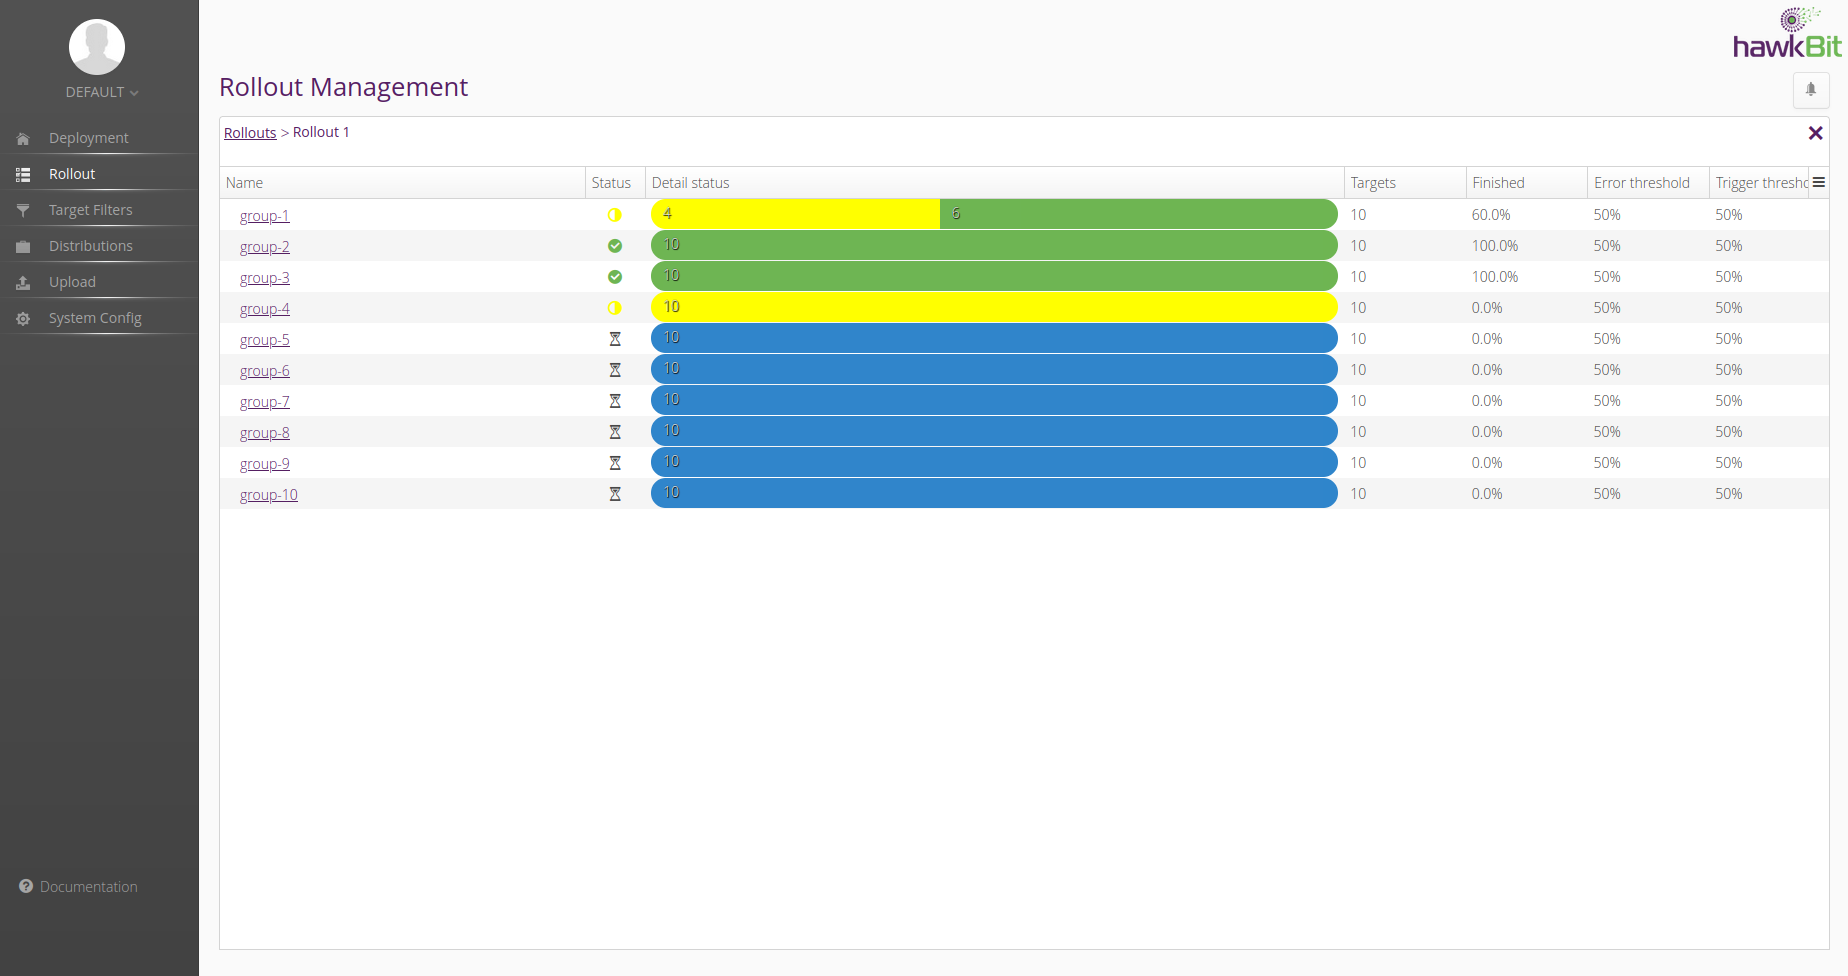 DEFAULT
Deployment
Rollout
Target Filters
Distributions
Upload
System Config
Documentation
hawkBit
Rollout Management
Rollouts > Rollout 1
Name Status Detail status Targets Finished Error threshold Trigger thresho
group-1 4 6 10 60.0% 50% 50%
group-2 10 10 100.0% 50% 50%
group-3 10 10 100.0% 50% 50%
group-4 10 10 0.0% 50% 50%
group-5 10 10 0.0% 50% 50%
group-6 10 10 0.0% 50% 50%
group-7 10 10 0.0% 50% 50%
group-8 10 10 0.0% 50% 50%
group-9 10 10 0.0% 50% 50%
group-10 10 10 0.0% 50% 50%